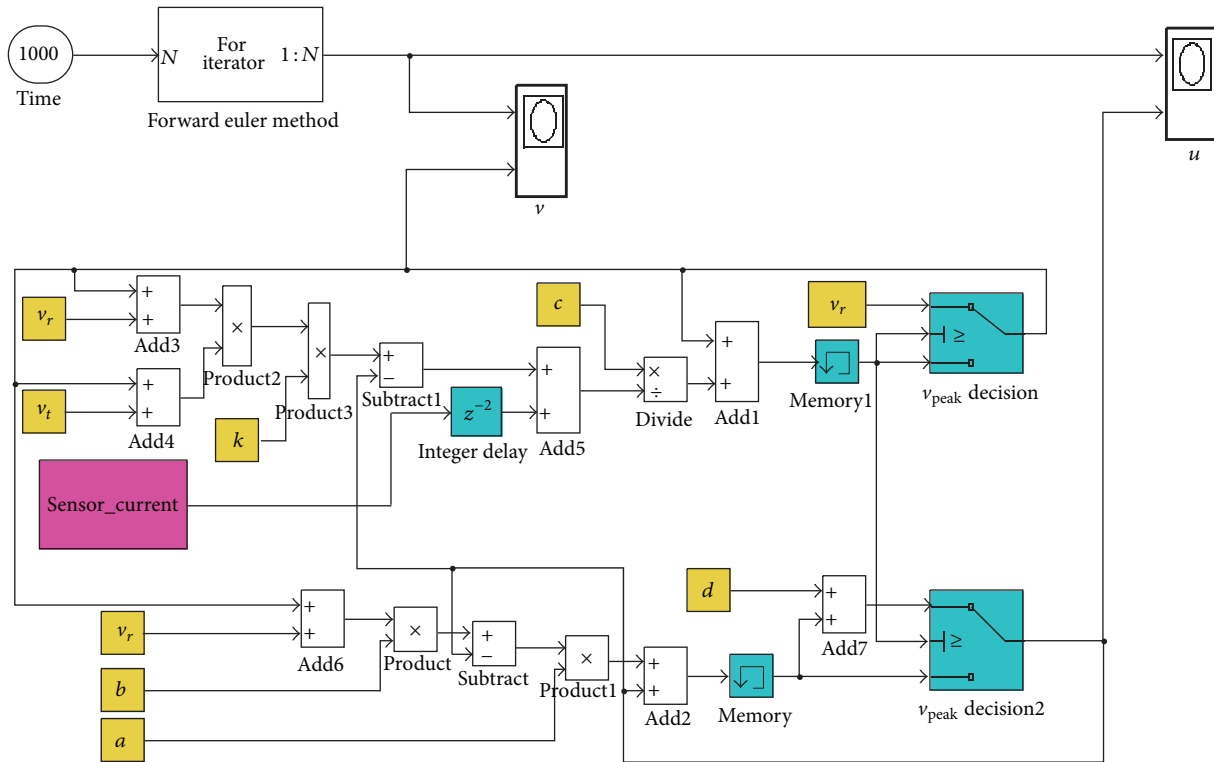 1000
Time
N
For
iterator
1 : N
Forward euler method
v
u
v_r
+
+
Add3
v_t
+
+
Add4
×
Product2
×
Product3
k
+
−
Subtract1
Sensor_current
z^−2
Integer delay
+
+
Add5
c
×
÷
Divide
+
+
Add1
Memory1
v_r
≥
v_peak decision
v_r
+
+
Add6
b
a
×
Product
+
−
Subtract
×
Product1
+
+
Add2
d
Memory
+
+
Add7
≥
v_peak decision2